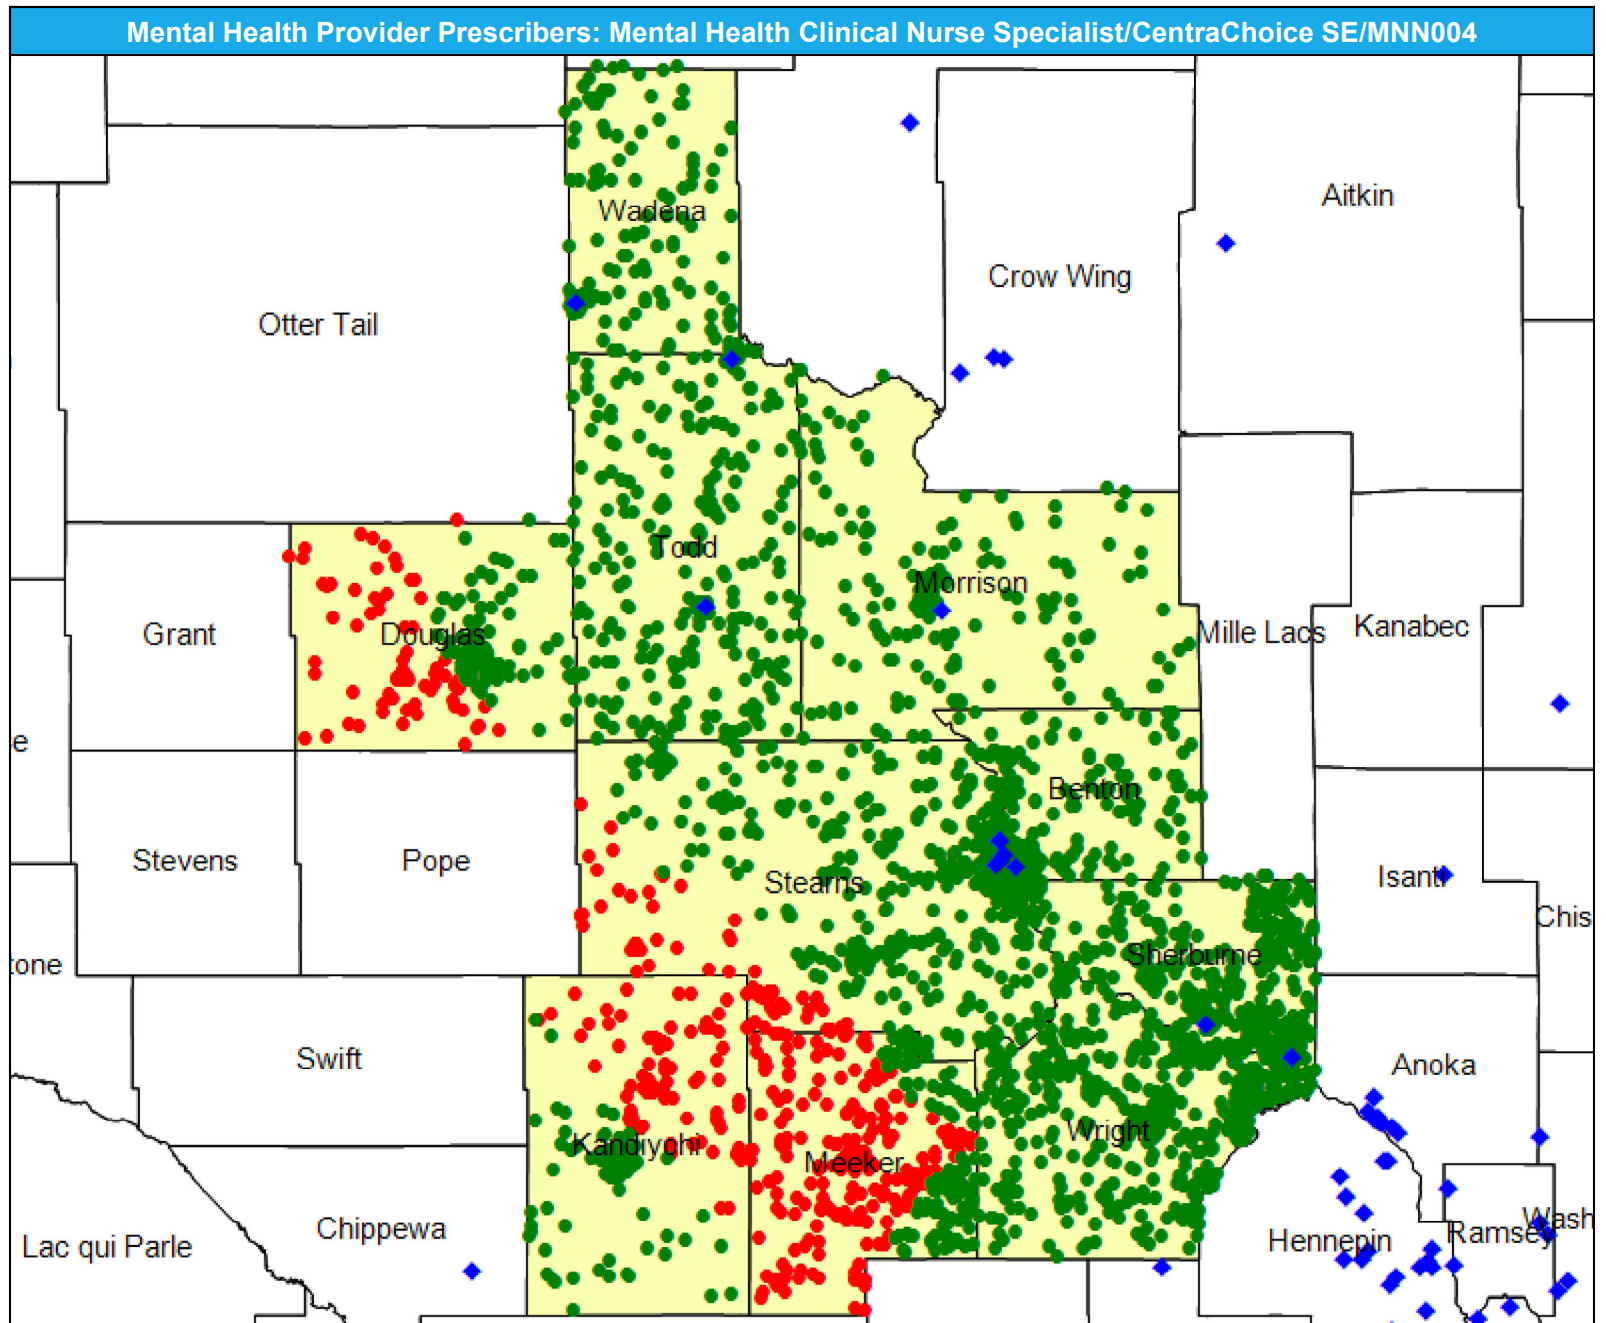 Mental Health Provider Prescribers: Mental Health Clinical Nurse Specialist/CentraChoice SE/MNN004
Aitkin
Wadena
Crow Wing
Otter Tail
Todd
Morrison
Grant
Douglas
Mille Lacs
Kanabec
e
Benton
Stevens
Pope
Stearns
Isanti
Chis
tone
Sherburne
Swift
Anoka
Kandiyohi
Wright
Meeker
Chippewa
Wash
Ramsey
Lac qui Parle
Hennepin